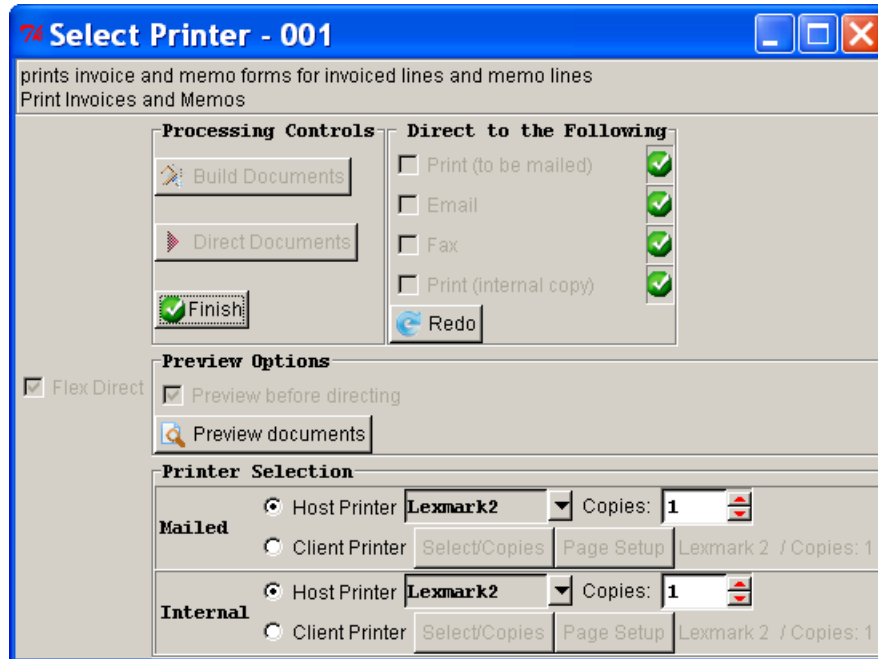 Select Printer - 001
prints invoice and memo forms for invoiced lines and memo lines
Print Invoices and Memos
Processing Controls
Build Documents
Direct Documents
Finish
Direct to the Following
Print (to be mailed)
Email
Fax
Print (internal copy)
Redo
Flex Direct
Preview Options
Preview before directing
Preview documents
Printer Selection
Mailed
Host Printer Lexmark2 Copies: 1
Client Printer Select/Copies Page Setup Lexmark 2 / Copies: 1
Internal
Host Printer Lexmark2 Copies: 1
Client Printer Select/Copies Page Setup Lexmark 2 / Copies: 1